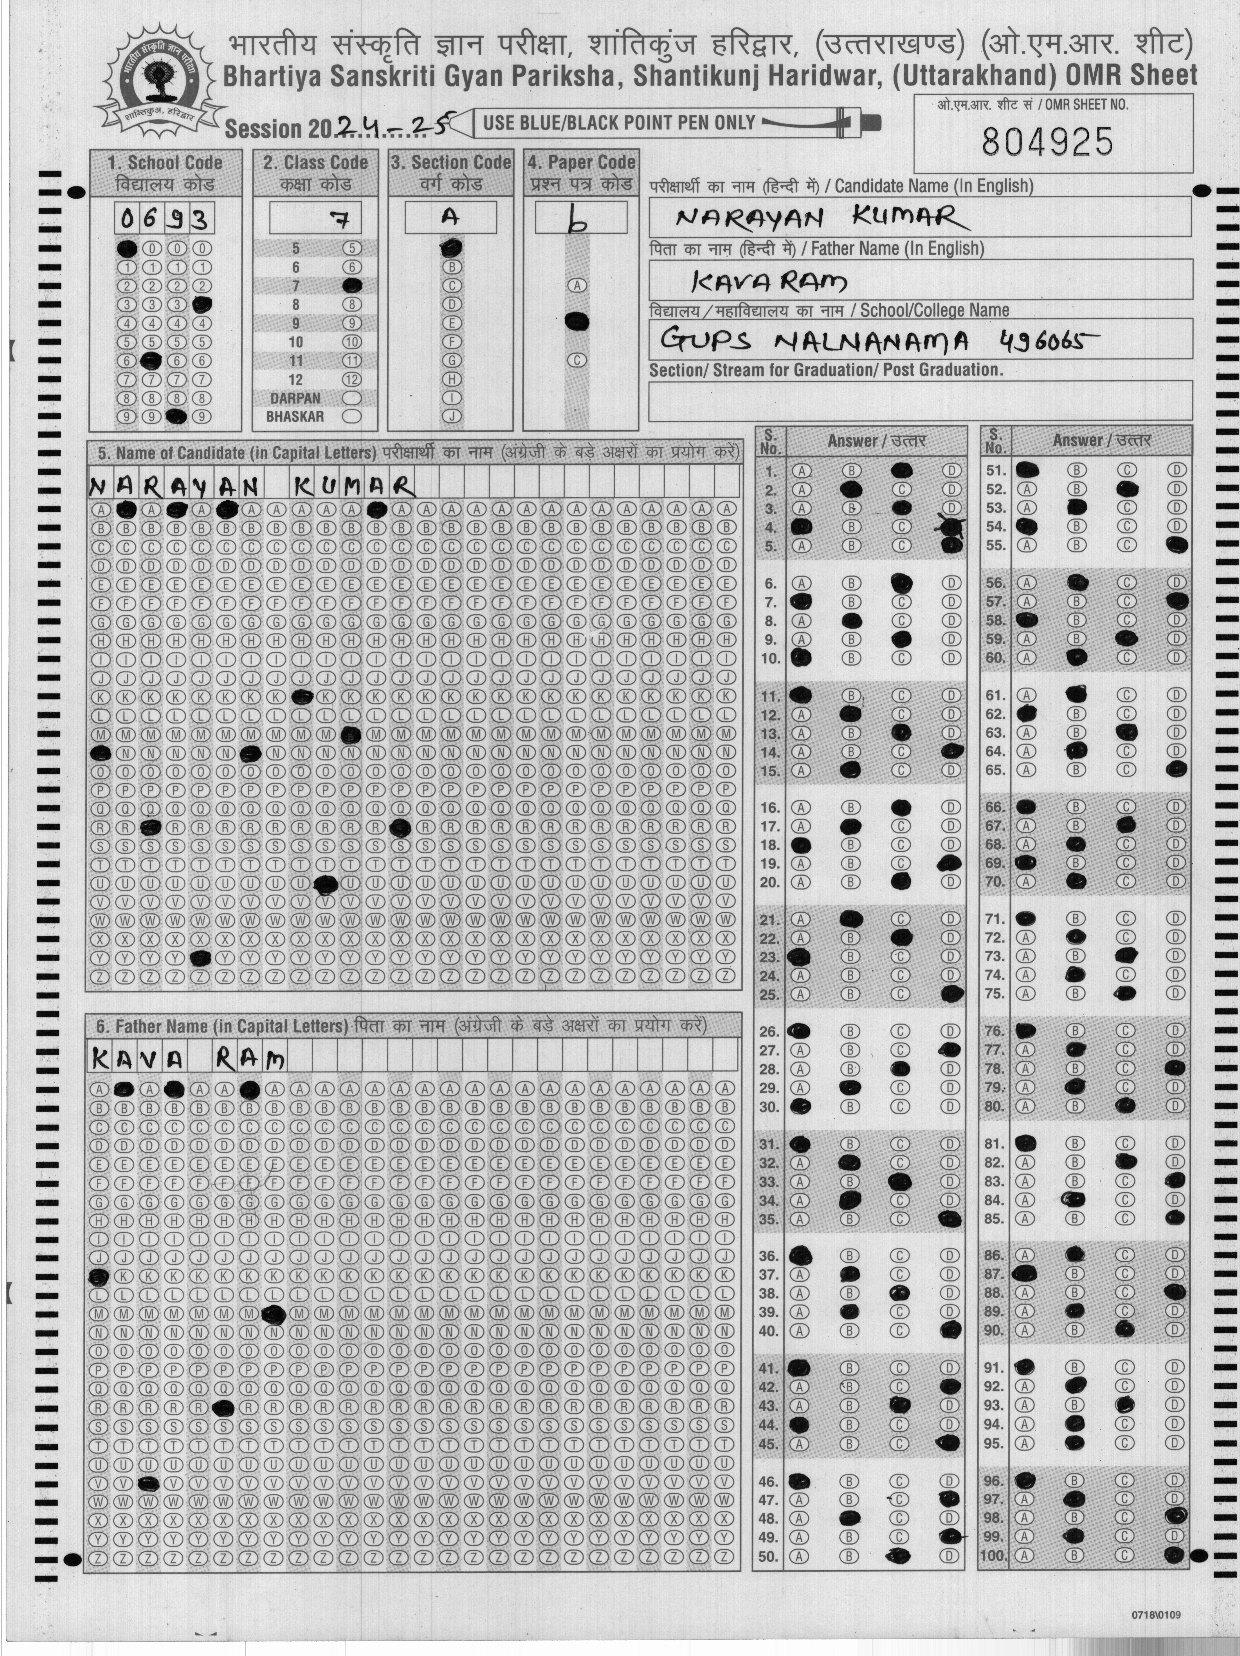 भारतीय संस्कृति ज्ञान परीक्षा, शांतिकुंज हरिद्वार, (उत्तराखण्ड) (ओ.एम.आर. शीट)
Bhartiya Sanskriti Gyan Pariksha, Shantikunj Haridwar, (Uttarakhand) OMR Sheet
Session 2024-25
USE BLUE/BLACK POINT PEN ONLY
ओ.एम.आर. शीट सं / OMR SHEET NO.
804925
1. School Code
विद्यालय कोड
0693
2. Class Code
कक्षा कोड
7
5
6
7
8
9
10
11
12
DARPAN
BHASKAR
3. Section Code
वर्ग कोड
A
4. Paper Code
प्रश्न पत्र कोड
b
परीक्षार्थी का नाम (हिन्दी में) / Candidate Name (In English)
NARAYAN KUMAR
पिता का नाम (हिन्दी में) / Father Name (In English)
KAVA RAM
विद्यालय/महाविद्यालय का नाम / School/College Name
GUPS NALNANAMA 496065
Section/ Stream for Graduation/ Post Graduation.
5. Name of Candidate (in Capital Letters) परीक्षार्थी का नाम (अंग्रेजी के बड़े अक्षरों का प्रयोग करें)
NARAYAN KUMAR
6. Father Name (in Capital Letters) पिता का नाम (अंग्रेजी के बड़े अक्षरों का प्रयोग करें)
KAVA RAM
S. No. Answer / उत्तर
S. No. Answer / उत्तर
0718\0109